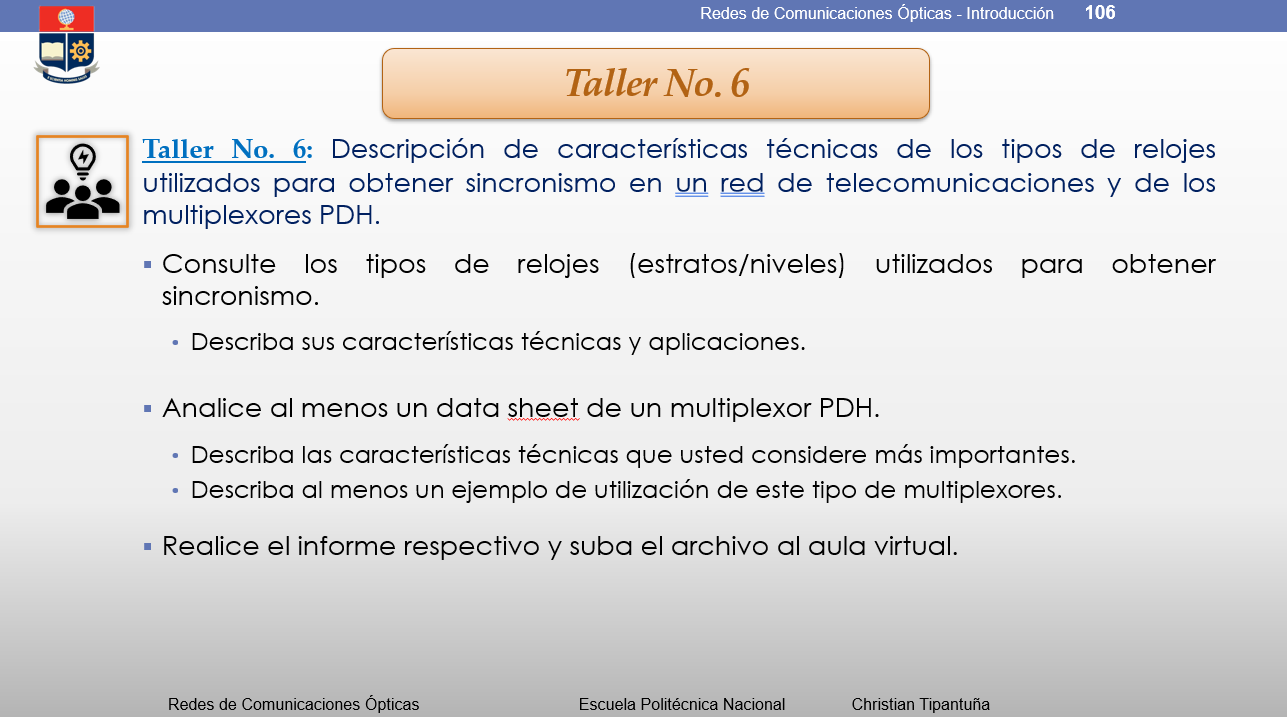 Redes de Comunicaciones Ópticas - Introducción 106
Taller No. 6
Taller No. 6: Descripción de características técnicas de los tipos de relojes
utilizados para obtener sincronismo en un red de telecomunicaciones y de los
multiplexores PDH.
▪ Consulte los tipos de relojes (estratos/niveles) utilizados para obtener
sincronismo.
• Describa sus características técnicas y aplicaciones.
▪ Analice al menos un data sheet de un multiplexor PDH.
• Describa las características técnicas que usted considere más importantes.
• Describa al menos un ejemplo de utilización de este tipo de multiplexores.
▪ Realice el informe respectivo y suba el archivo al aula virtual.
Redes de Comunicaciones Ópticas Escuela Politécnica Nacional Christian Tipantuña